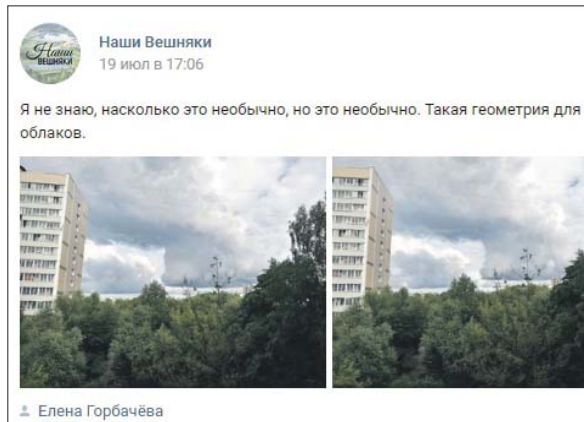 Наши
ВЕШНЯКИ
Наши Вешняки
19 июл в 17:06
Я не знаю, насколько это необычно, но это необычно. Такая геометрия для
облаков.
Елена Горбачёва